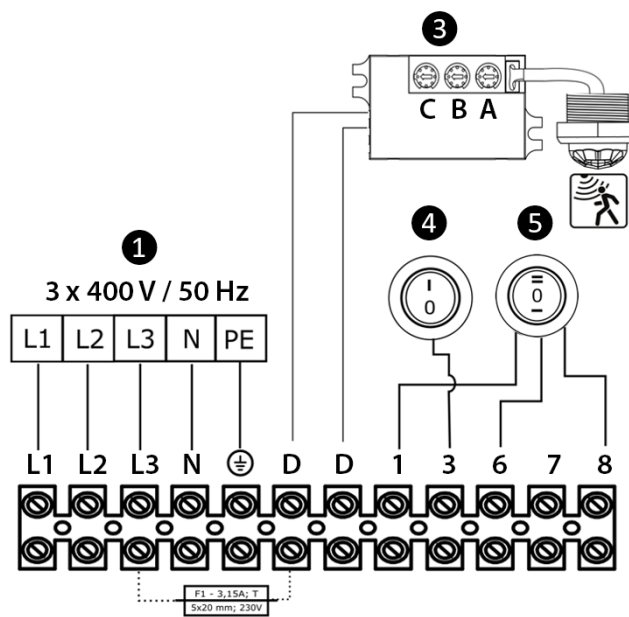 3
C B A
1
4
5
3 x 400 V / 50 Hz
I
0
=
0
–
L1 L2 L3 N PE
L1 L2 L3 N D D 1 3 6 7 8
F1 - 3,15A; T
5x20 mm; 230V